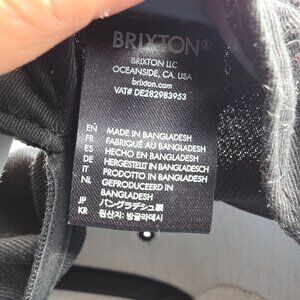 BRIXTON®
BRIXTON LLC
OCEANSIDE, CA. USA
brixton.com
VAT# DE282983953
EN MADE IN BANGLADESH
FR FABRIQUÉ AU BANGLADESH
ES HECHO EN BANGLADESH
DE HERGESTELLT IN BANGLADESCH
IT PRODOTTO IN BANGLADESH
NL GEPRODUCEERD IN
BANGLADESH
JP バングラデシュ製
KR 원산지: 방글라데시